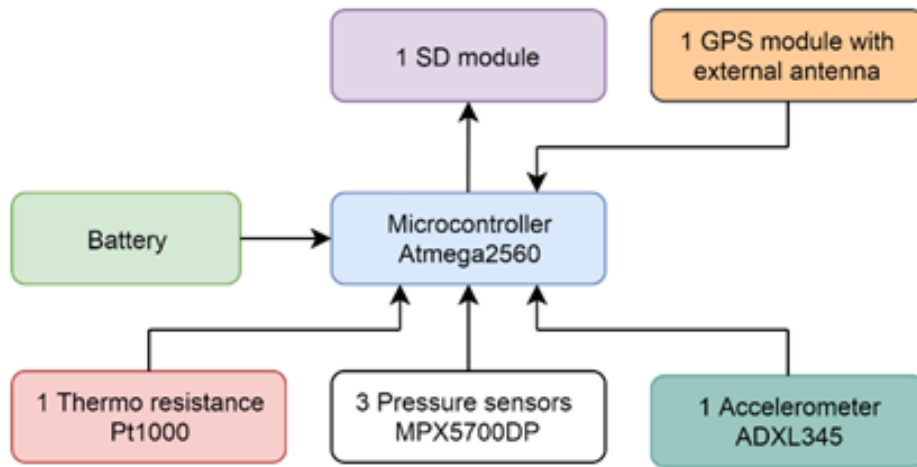 1 SD module
1 GPS module with
external antenna
Battery
Microcontroller
Atmega2560
1 Thermo resistance
Pt1000
3 Pressure sensors
MPX5700DP
1 Accelerometer
ADXL345